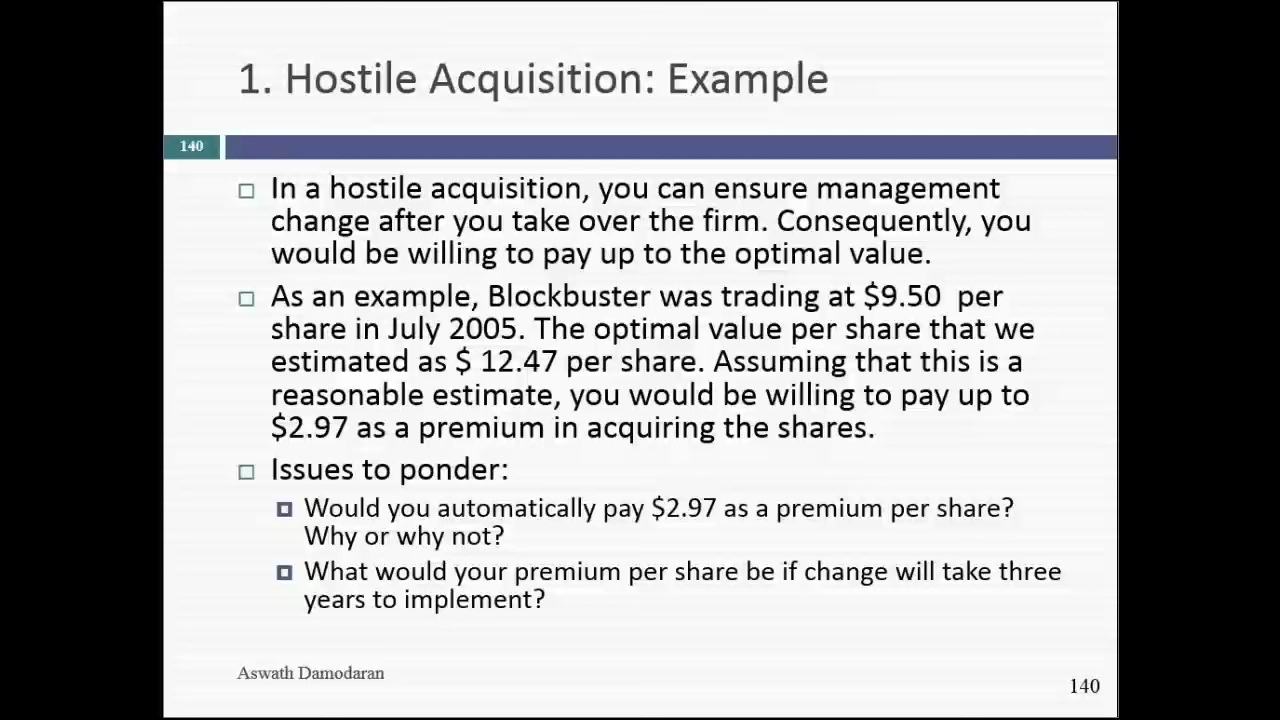 1. Hostile Acquisition: Example
140
In a hostile acquisition, you can ensure management
change after you take over the firm. Consequently, you
would be willing to pay up to the optimal value.
As an example, Blockbuster was trading at $9.50 per
share in July 2005. The optimal value per share that we
estimated as $ 12.47 per share. Assuming that this is a
reasonable estimate, you would be willing to pay up to
$2.97 as a premium in acquiring the shares.
Issues to ponder:
Would you automatically pay $2.97 as a premium per share?
Why or why not?
What would your premium per share be if change will take three
years to implement?
Aswath Damodaran
140